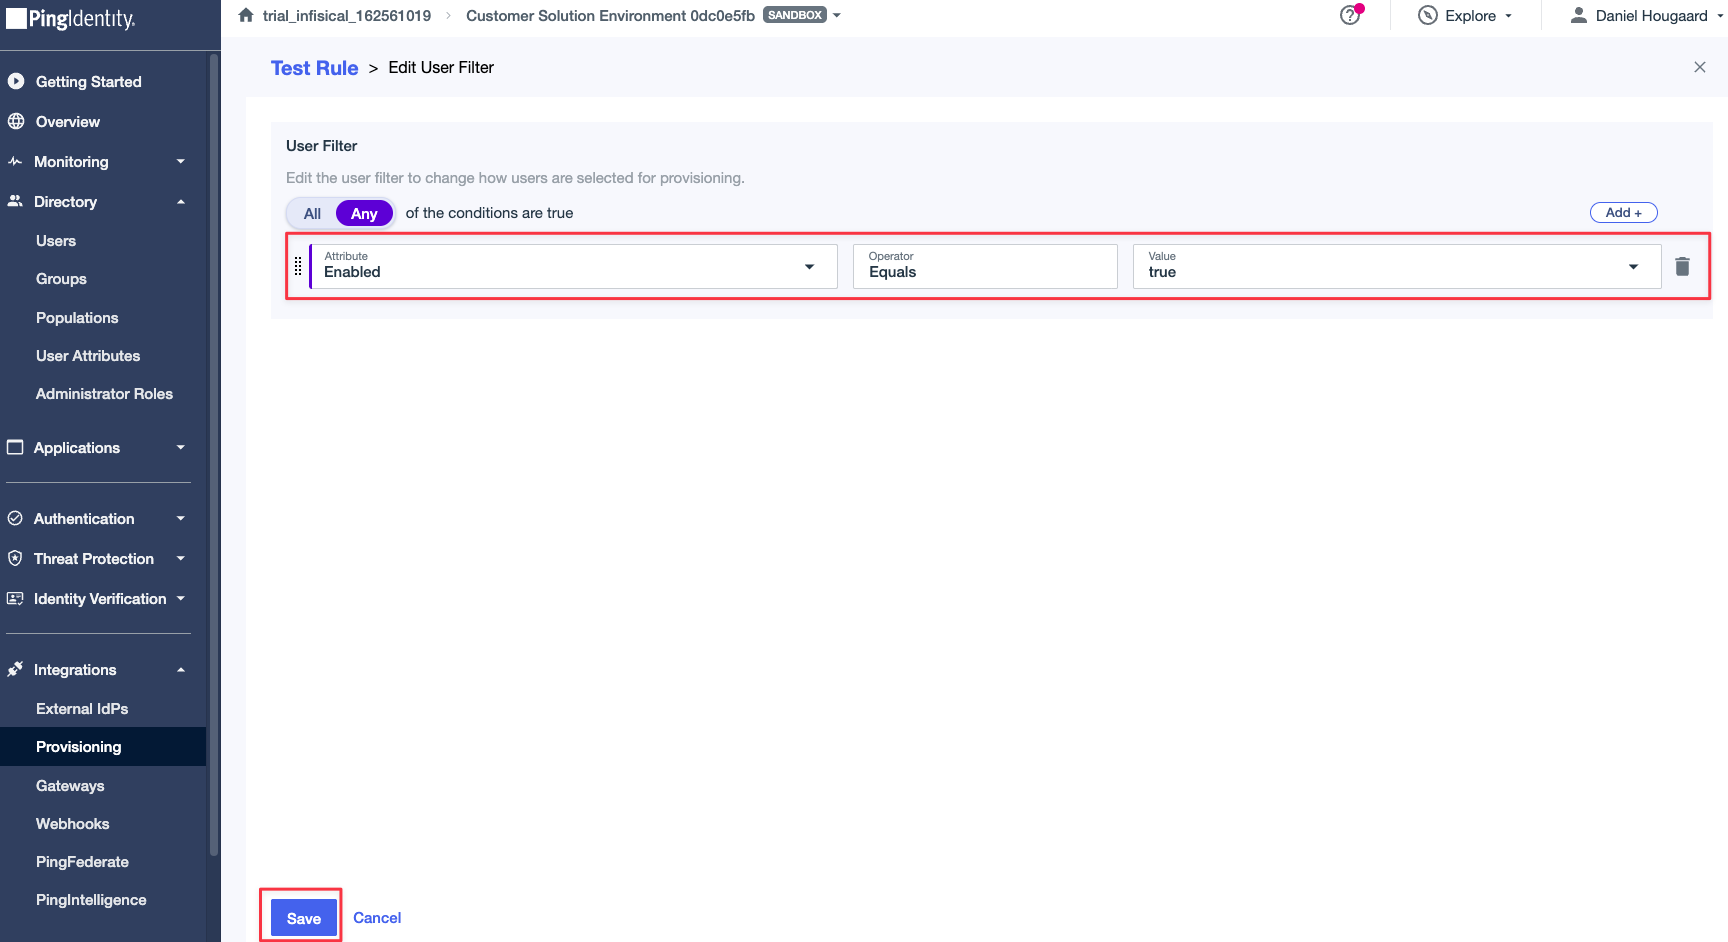 PingIdentity.
trial_infisical_162561019 > Customer Solution Environment 0dc0e5fb SANDBOX
Explore
Daniel Hougaard
Getting Started
Overview
Monitoring
Directory
Users
Groups
Populations
User Attributes
Administrator Roles
Applications
Authentication
Threat Protection
Identity Verification
Integrations
External IdPs
Provisioning
Gateways
Webhooks
PingFederate
PingIntelligence
Test Rule > Edit User Filter
User Filter
Edit the user filter to change how users are selected for provisioning.
All Any of the conditions are true Add +
Attribute
Enabled
Operator
Equals
Value
true
Save Cancel